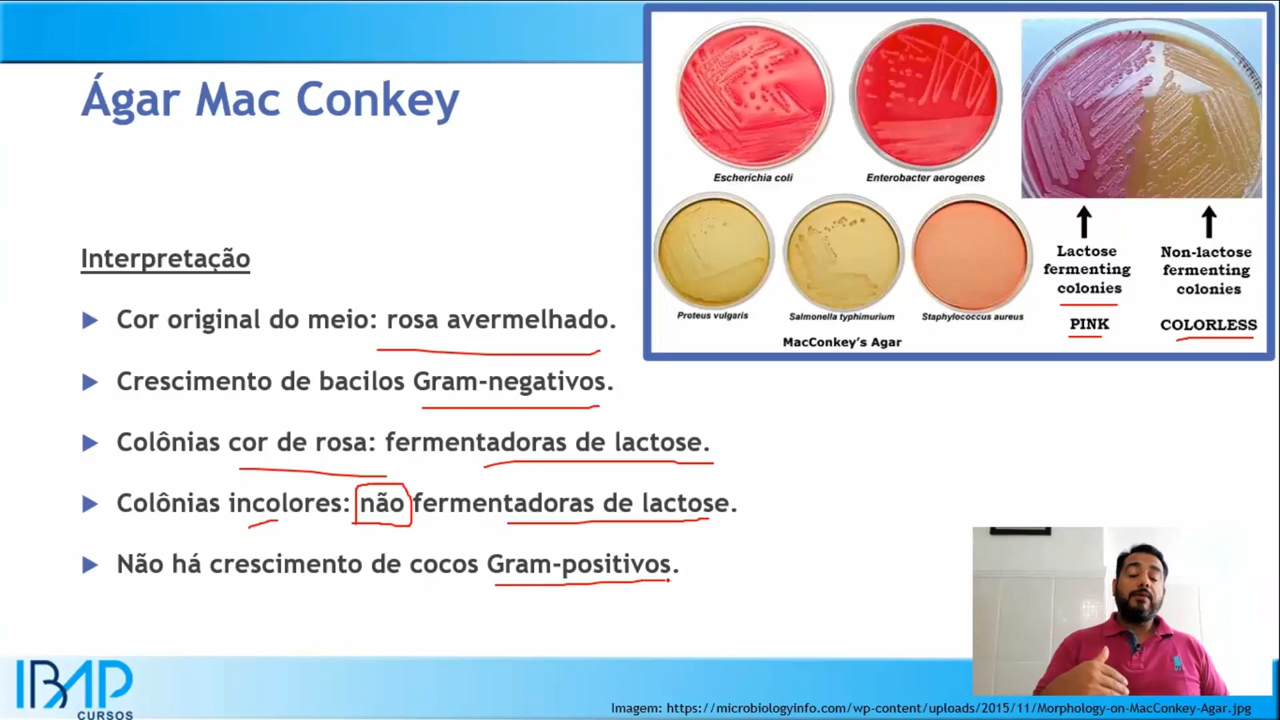 Ágar Mac Conkey
Interpretação
Cor original do meio: rosa avermelhado.
Crescimento de bacilos Gram-negativos.
Colônias cor de rosa: fermentadoras de lactose.
Colônias incolores: não fermentadoras de lactose.
Não há crescimento de cocos Gram-positivos.
Escherichia coli
Enterobacter aerogenes
Proteus vulgaris
Salmonella typhimurium
Staphylococcus aureus
MacConkey's Agar
Lactose
fermenting
colonies
PINK
Non-lactose
fermenting
colonies
COLORLESS
IBAP
CURSOS
Imagem: https://microbiologyinfo.com/wp-content/uploads/2015/11/Morphology-on-MacConkey-Agar.jpg